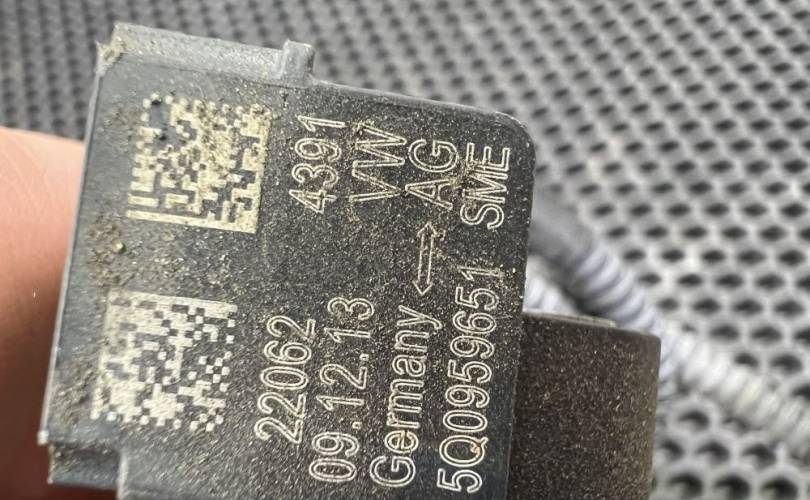 22062 4391
09.12.13 VW
Germany ⟷ AG
5Q0959651 SME